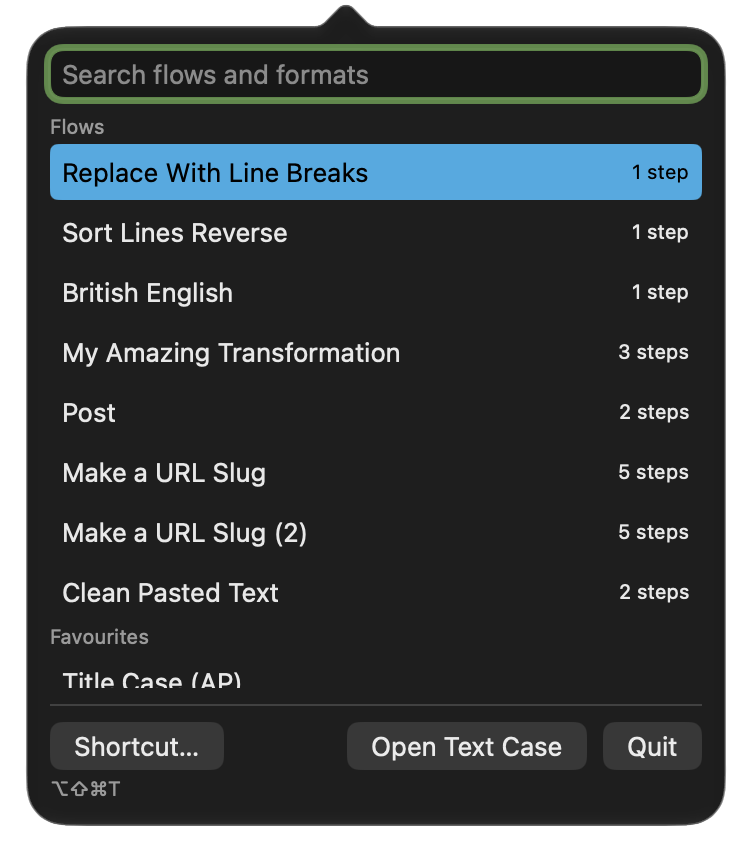 Search flows and formats
Flows
Replace With Line Breaks 1 step
Sort Lines Reverse 1 step
British English 1 step
My Amazing Transformation 3 steps
Post 2 steps
Make a URL Slug 5 steps
Make a URL Slug (2) 5 steps
Clean Pasted Text 2 steps
Favourites
Title Case (AP)
Shortcut... Open Text Case Quit
⌥⇧⌘T